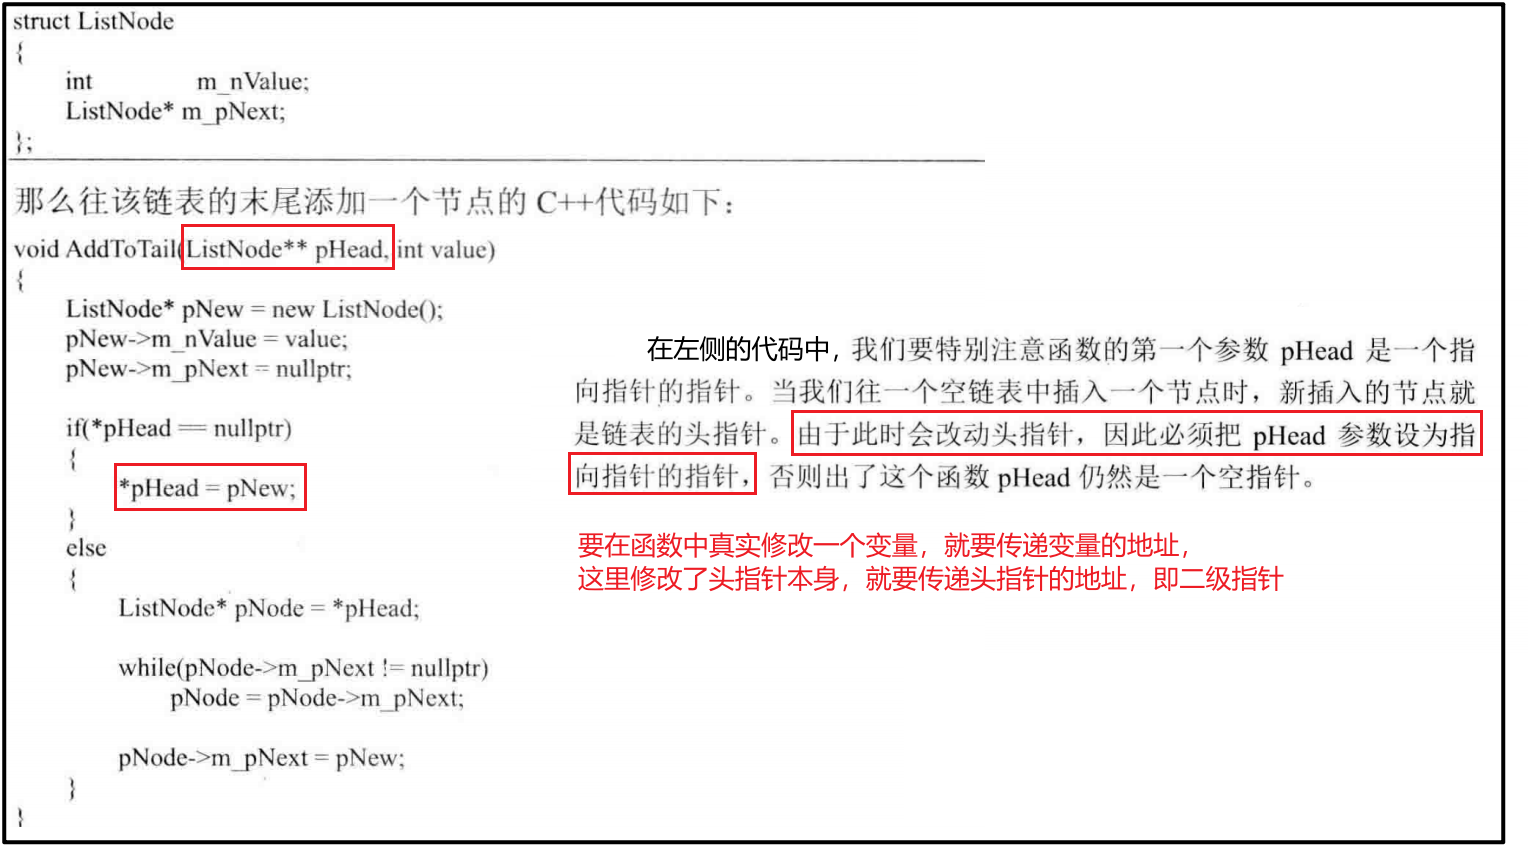 struct ListNode
{
int m_nValue;
ListNode* m_pNext;
};
那么往该链表的末尾添加一个节点的 C++代码如下：
void AddToTail(ListNode** pHead, int value)
{
ListNode* pNew = new ListNode();
pNew->m_nValue = value;
pNew->m_pNext = nullptr;
if(*pHead == nullptr)
{
*pHead = pNew;
}
else
{
ListNode* pNode = *pHead;
while(pNode->m_pNext != nullptr)
pNode = pNode->m_pNext;
pNode->m_pNext = pNew;
}
}
在左侧的代码中，我们要特别注意函数的第一个参数 pHead 是一个指
向指针的指针。当我们往一个空链表中插入一个节点时，新插入的节点就
是链表的头指针。由于此时会改动头指针，因此必须把 pHead 参数设为指
向指针的指针，否则出了这个函数 pHead 仍然是一个空指针。
要在函数中真实修改一个变量，就要传递变量的地址，
这里修改了头指针本身，就要传递头指针的地址，即二级指针